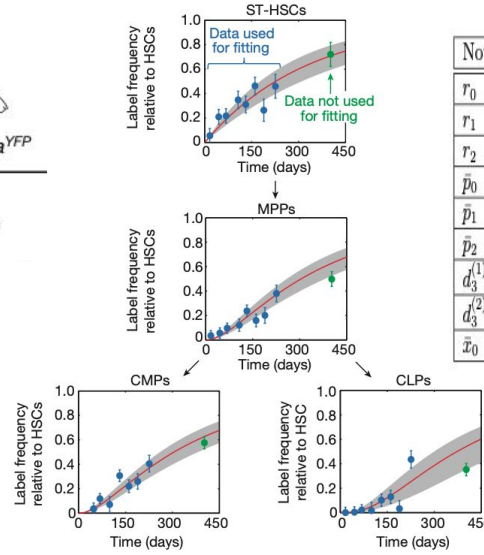 ST-HSCs
Label frequency
relative to HSCs
1.0
0.8
0.6
0.4
0.2
0
Data used
for fitting
Data not used
for fitting
0 150 300 450
Time (days)
a^YFP
MPPs
Label frequency
relative to HSCs
1.0
0.8
0.6
0.4
0.2
0
0 150 300 450
Time (days)
CMPs
Label frequency
relative to HSCs
1.0
0.8
0.6
0.4
0.2
0
0 150 300 450
Time (days)
CLPs
Label frequency
relative to HSC
1.0
0.8
0.6
0.4
0.2
0
0 150 300 45
Time (days)
r₀
r₁
r₂
p̄₀
p̄₁
p̄₂
d₃⁽¹⁾
d₃⁽²
x̄₀